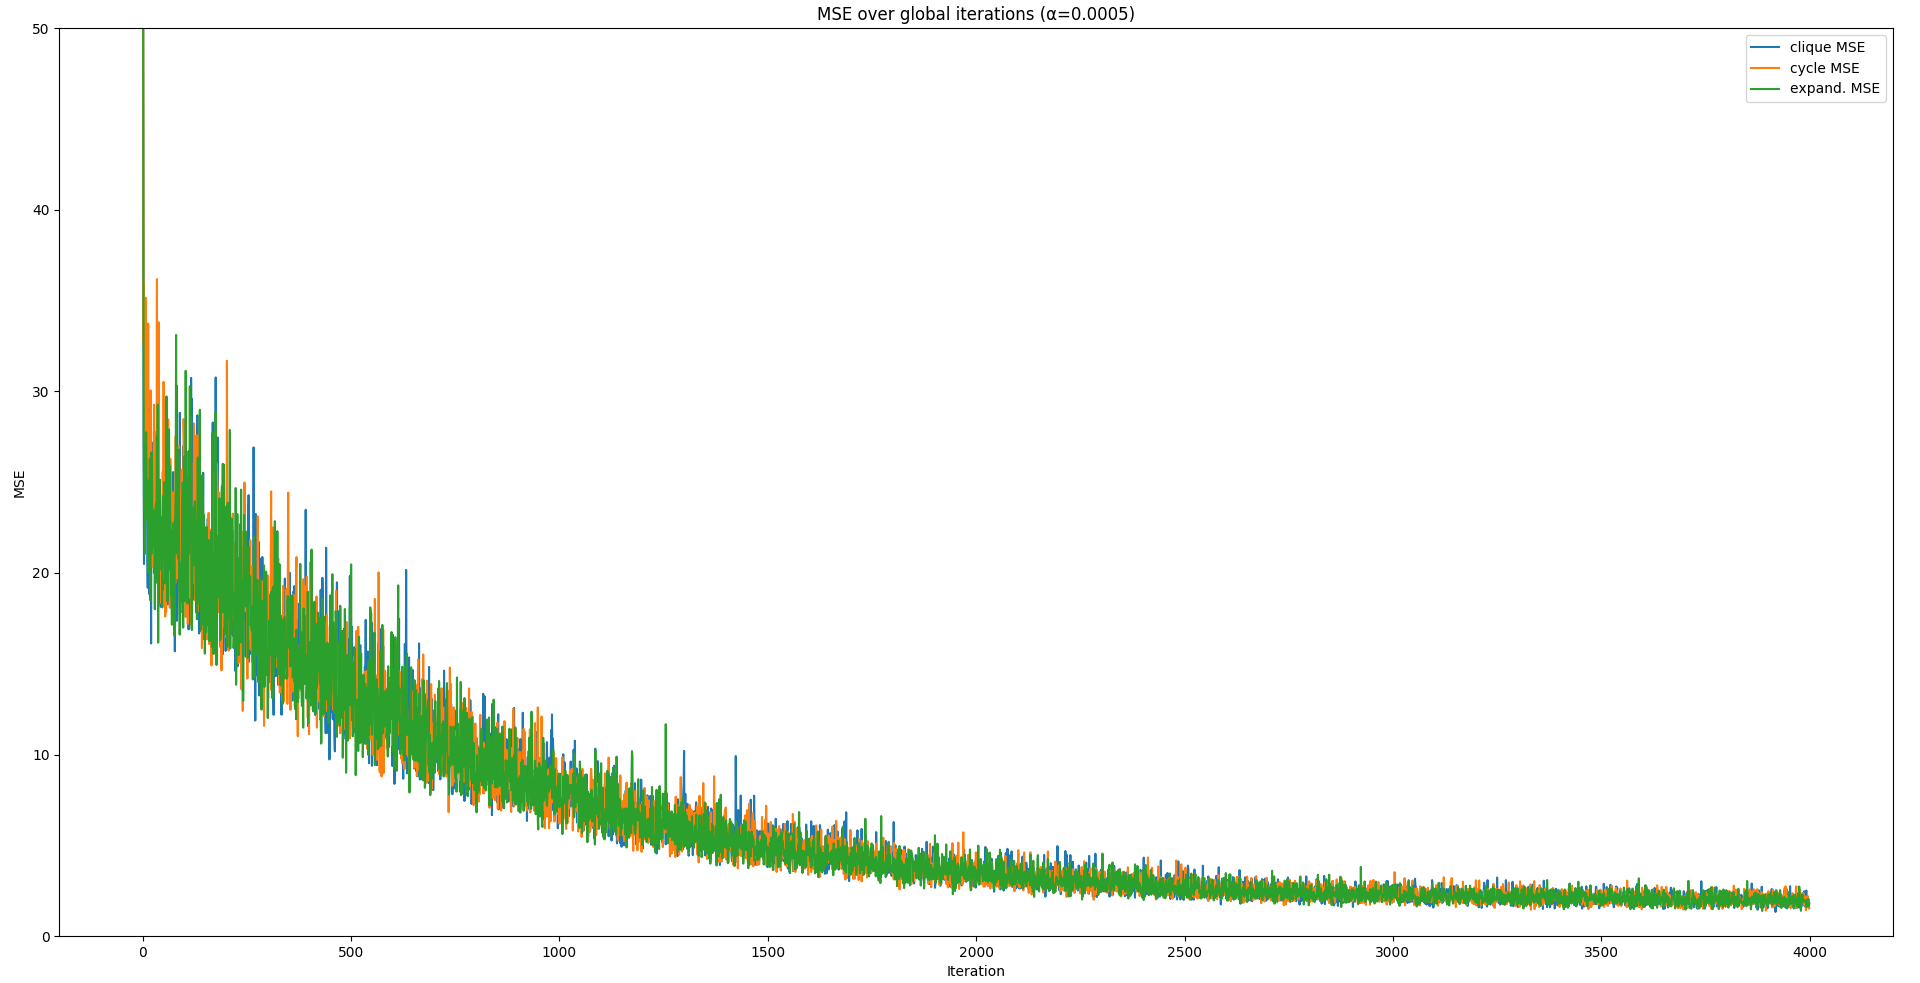 MSE over global iterations (α=0.0005)
clique MSE
cycle MSE
expand. MSE
50
40
30
20
10
0
MSE
0 500 1000 1500 2000 2500 3000 3500 4000
Iteration